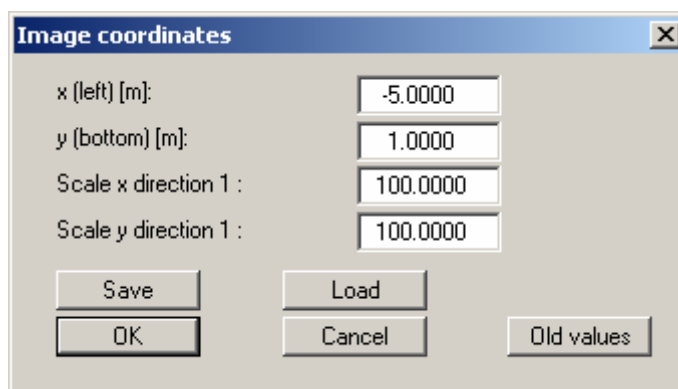 Image coordinates
x (left) [m]: -5.0000
y (bottom) [m]: 1.0000
Scale x direction 1 : 100.0000
Scale y direction 1 : 100.0000
Save Load
OK Cancel Old values